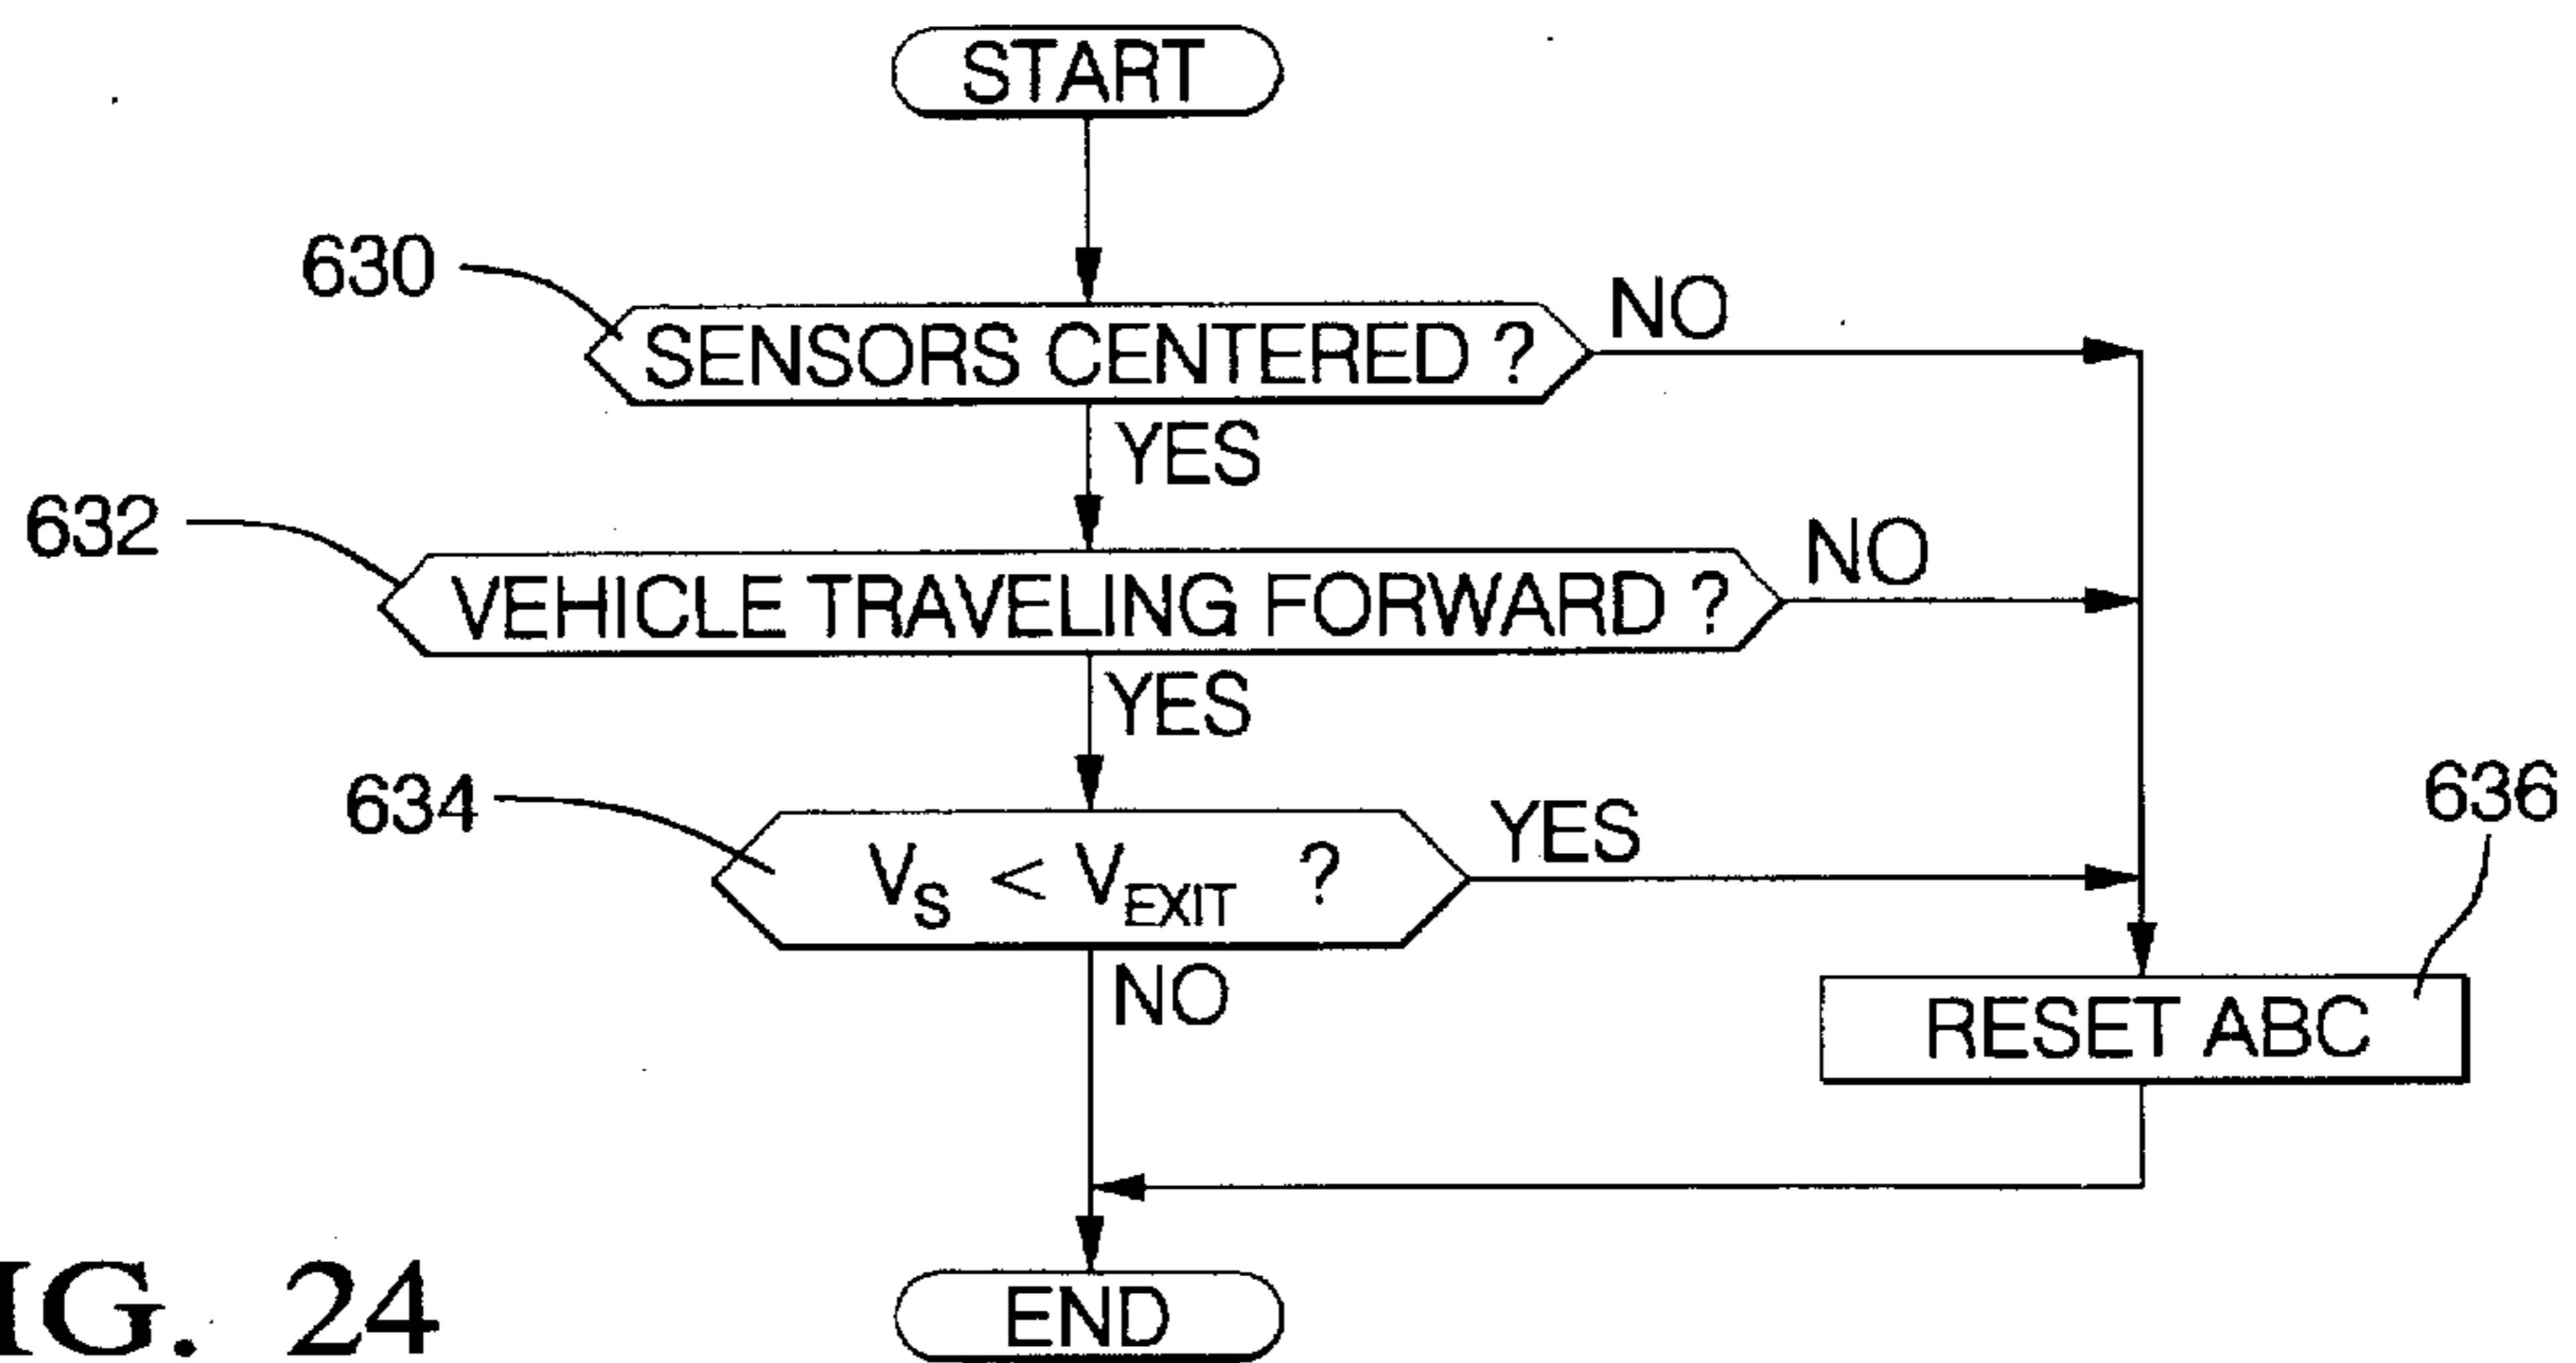 START
630
SENSORS CENTERED ?
NO
YES
632
VEHICLE TRAVELING FORWARD ?
NO
YES
634
VS < VEXIT ?
YES
636
NO
RESET ABC
END
IG. 24